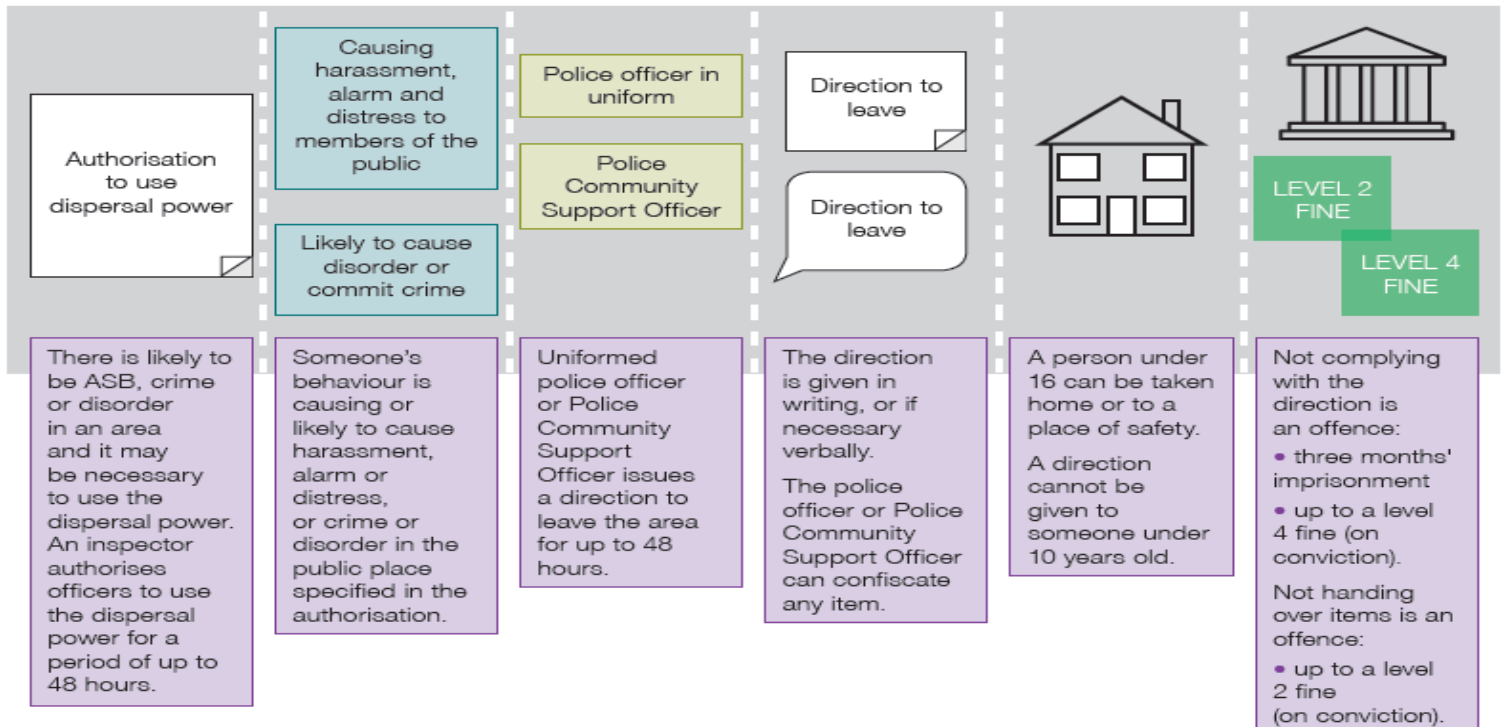 Authorisation
to use
dispersal power
Causing
harassment,
alarm and
distress to
members of the
public
Likely to cause
disorder or
commit crime
Police officer in
uniform
Police
Community
Support Officer
Direction to
leave
Direction to
leave
LEVEL 2
FINE
LEVEL 4
FINE
There is likely to
be ASB, crime
or disorder
in an area
and it may
be necessary
to use the
dispersal power.
An inspector
authorises
officers to use
the dispersal
power for a
period of up to
48 hours.
Someone's
behaviour is
causing or
likely to cause
harassment,
alarm or
distress,
or crime or
disorder in the
public place
specified in the
authorisation.
Uniformed
police officer
or Police
Community
Support
Officer issues
a direction to
leave the area
for up to 48
hours.
The direction
is given in
writing, or if
necessary
verbally.
The police
officer or Police
Community
Support Officer
can confiscate
any item.
A person under
16 can be taken
home or to a
place of safety.
A direction
cannot be
given to
someone under
10 years old.
Not complying
with the
direction is
an offence:
• three months'
imprisonment
• up to a level
4 fine (on
conviction).
Not handing
over items is an
offence:
• up to a level
2 fine
(on conviction).